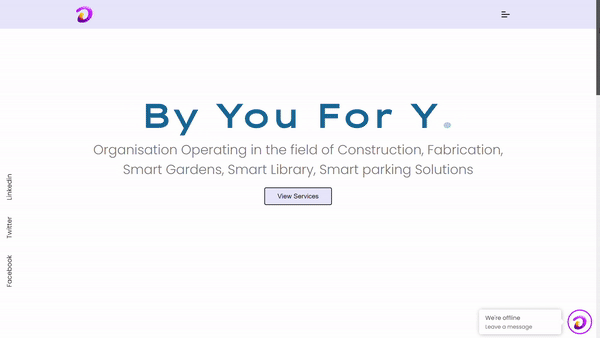 By You For Y.
Organisation Operating in the field of Construction, Fabrication,
Smart Gardens, Smart Library, Smart parking Solutions
View Services
Linkedin
Twitter
Facebook
We're offline
Leave a message